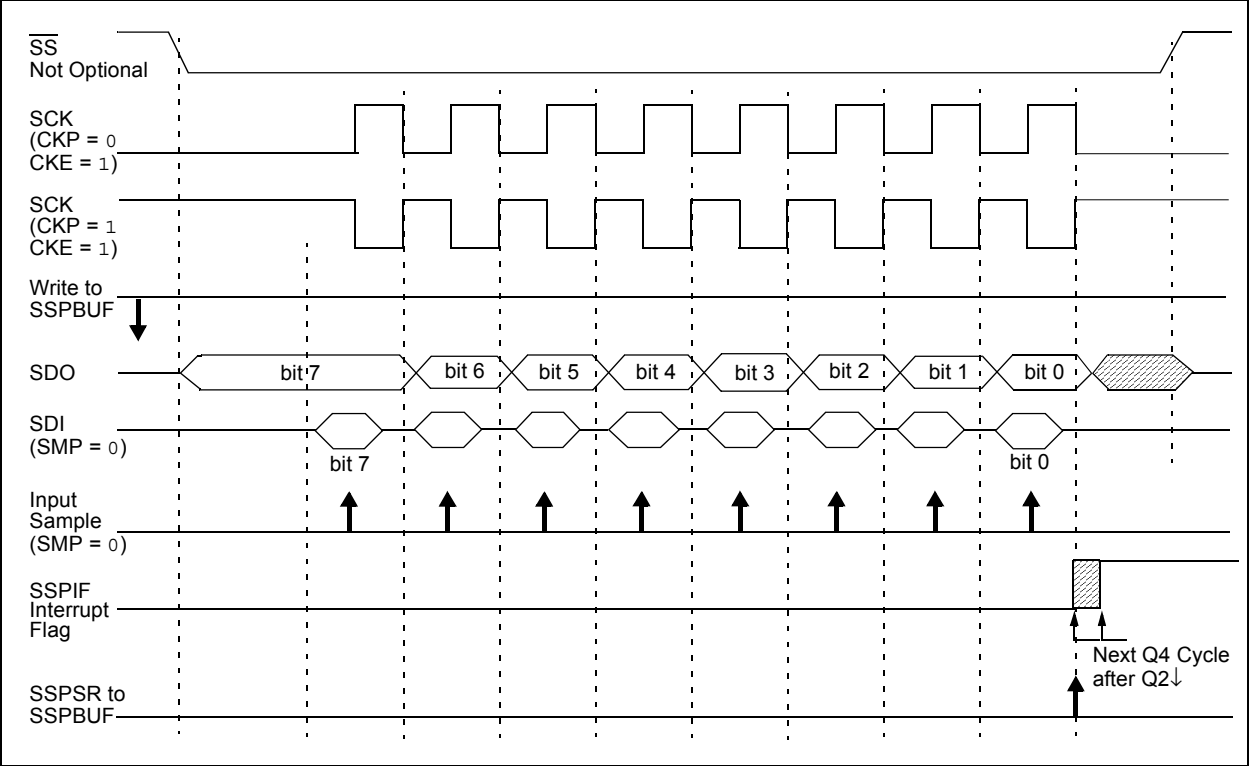 SS
Not Optional
SCK
(CKP = 0
CKE = 1)
SCK
(CKP = 1
CKE = 1)
Write to
SSPBUF
SDO
bit 7
bit 6
bit 5
bit 4
bit 3
bit 2
bit 1
bit 0
SDI
(SMP = 0)
bit 7
bit 0
Input
Sample
(SMP = 0)
SSPIF
Interrupt
Flag
Next Q4 Cycle
after Q2↓
SSPSR to
SSPBUF